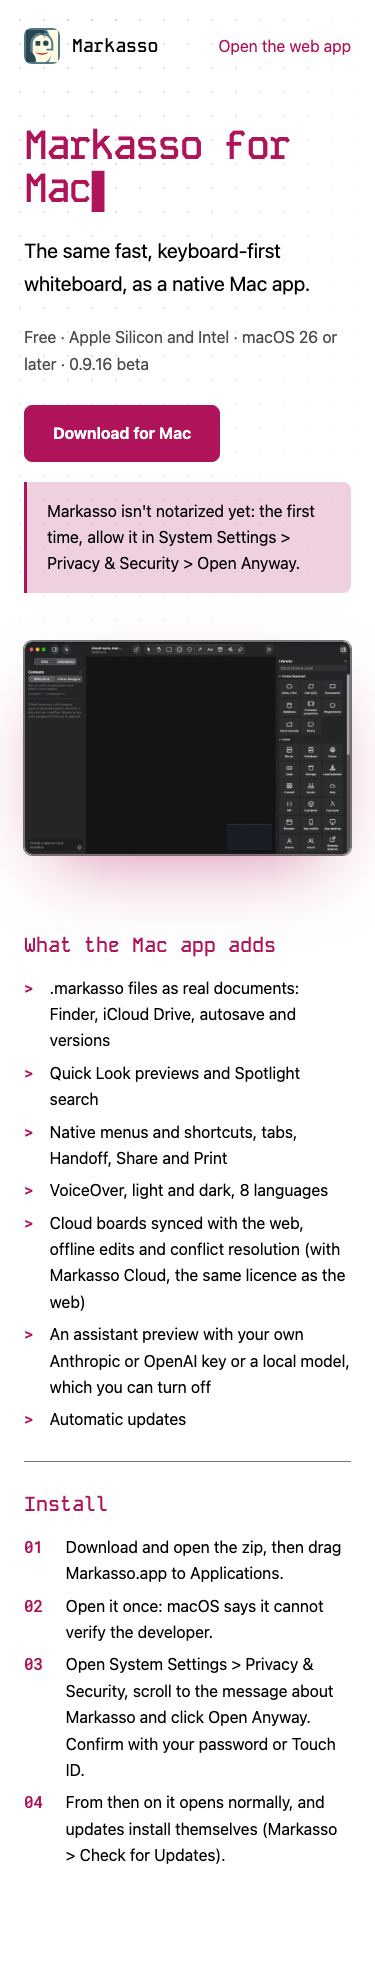 Markasso
Open the web app
Markasso for
Mac
The same fast, keyboard-first
whiteboard, as a native Mac app.
Free · Apple Silicon and Intel · macOS 26 or
later · 0.9.16 beta
Download for Mac
Markasso isn't notarized yet: the first
time, allow it in System Settings >
Privacy & Security > Open Anyway.
What the Mac app adds
> .markasso files as real documents:
Finder, iCloud Drive, autosave and
versions
> Quick Look previews and Spotlight
search
> Native menus and shortcuts, tabs,
Handoff, Share and Print
> VoiceOver, light and dark, 8 languages
> Cloud boards synced with the web,
offline edits and conflict resolution (with
Markasso Cloud, the same licence as the
web)
> An assistant preview with your own
Anthropic or OpenAI key or a local model,
which you can turn off
> Automatic updates
Install
01 Download and open the zip, then drag
Markasso.app to Applications.
02 Open it once: macOS says it cannot
verify the developer.
03 Open System Settings > Privacy &
Security, scroll to the message about
Markasso and click Open Anyway.
Confirm with your password or Touch
ID.
04 From then on it opens normally, and
updates install themselves (Markasso
> Check for Updates).